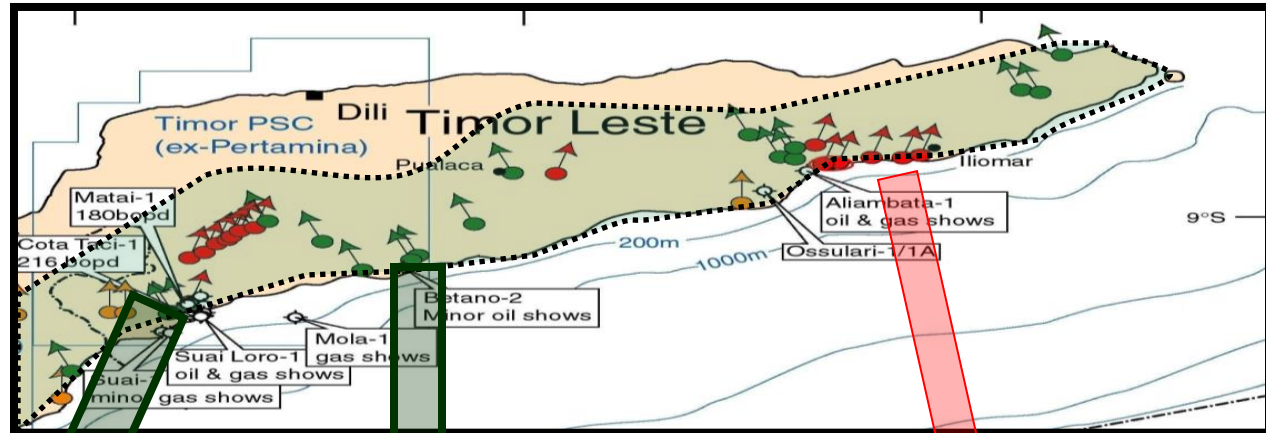 Dili
Timor Leste
Timor PSC
(ex-Pertamina)
Pualaca
Iliomar
Matai-1
180bopd
Aliambata-1
oil & gas shows
9°S
Cota Taci-1
216 bopd
200m
Ossulari-1/1A
1000m
Betano-2
Minor oil shows
Mola-1
gas shows
Suai Loro-1
oil & gas shows
Suai-
gas shows